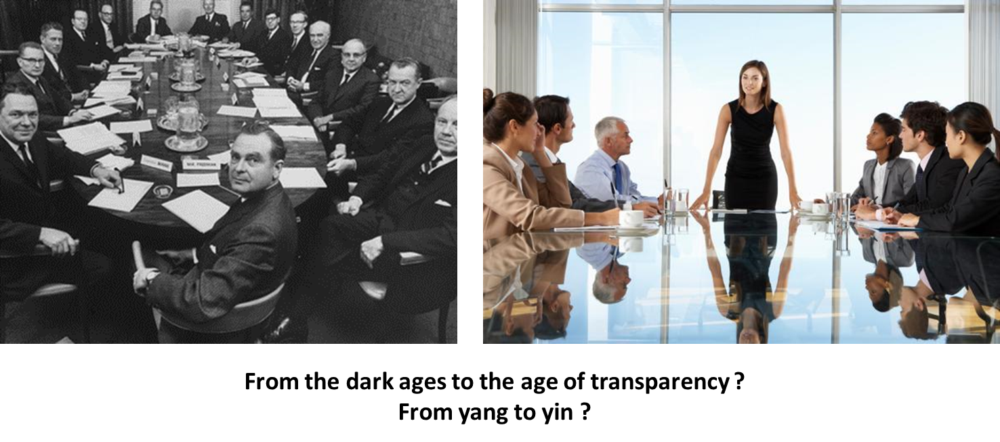 From the dark ages to the age of transparency ?
From yang to yin ?